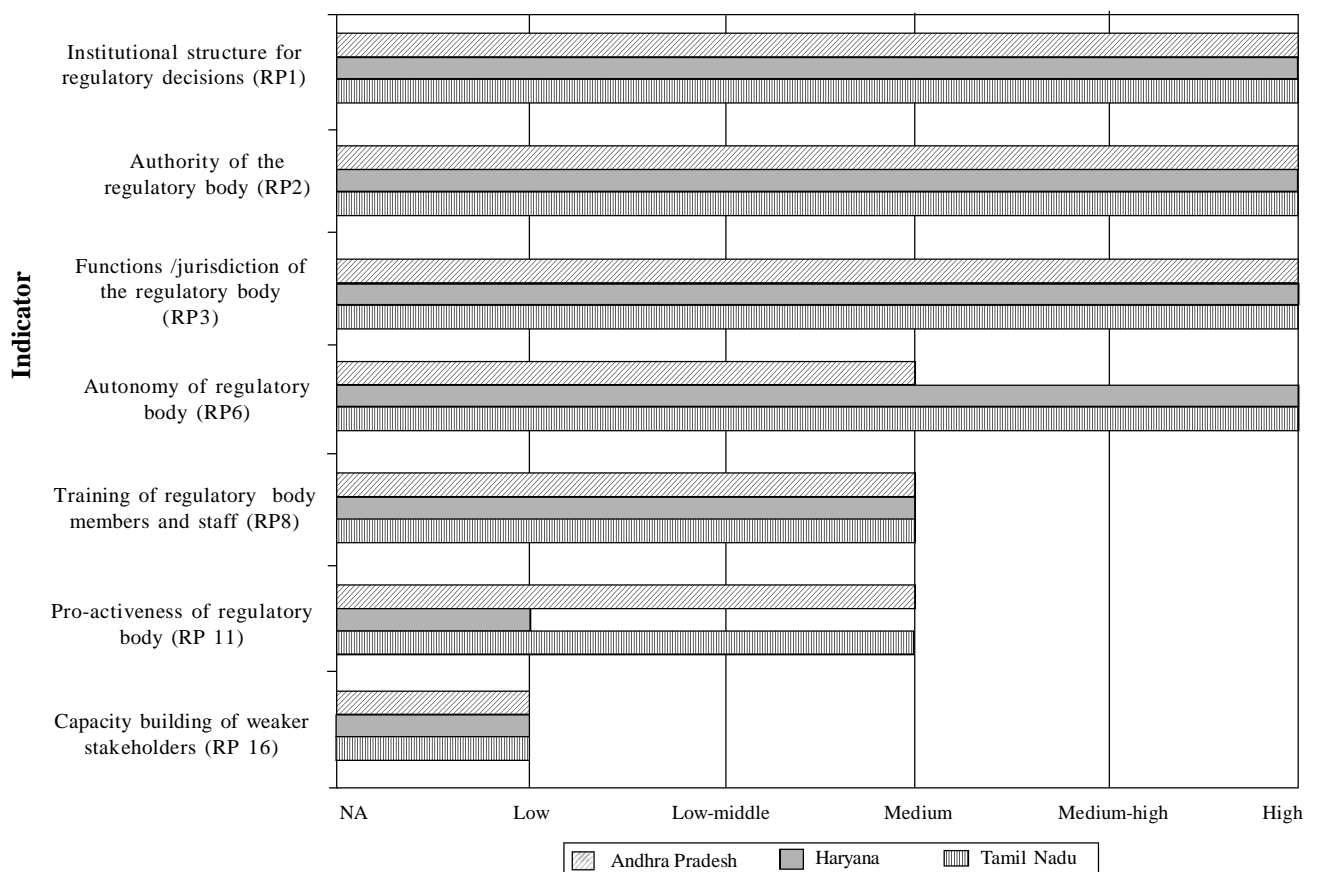 Indicator
Institutional structure for
regulatory decisions (RP1)
Authority of the
regulatory body (RP2)
Functions /jurisdiction of
the regulatory body
(RP3)
Autonomy of regulatory
body (RP6)
Training of regulatory body
members and staff (RP8)
Pro-activeness of regulatory
body (RP 11)
Capacity building of weaker
stakeholders (RP 16)
NA Low Low-middle Medium Medium-high High
Andhra Pradesh Haryana Tamil Nadu